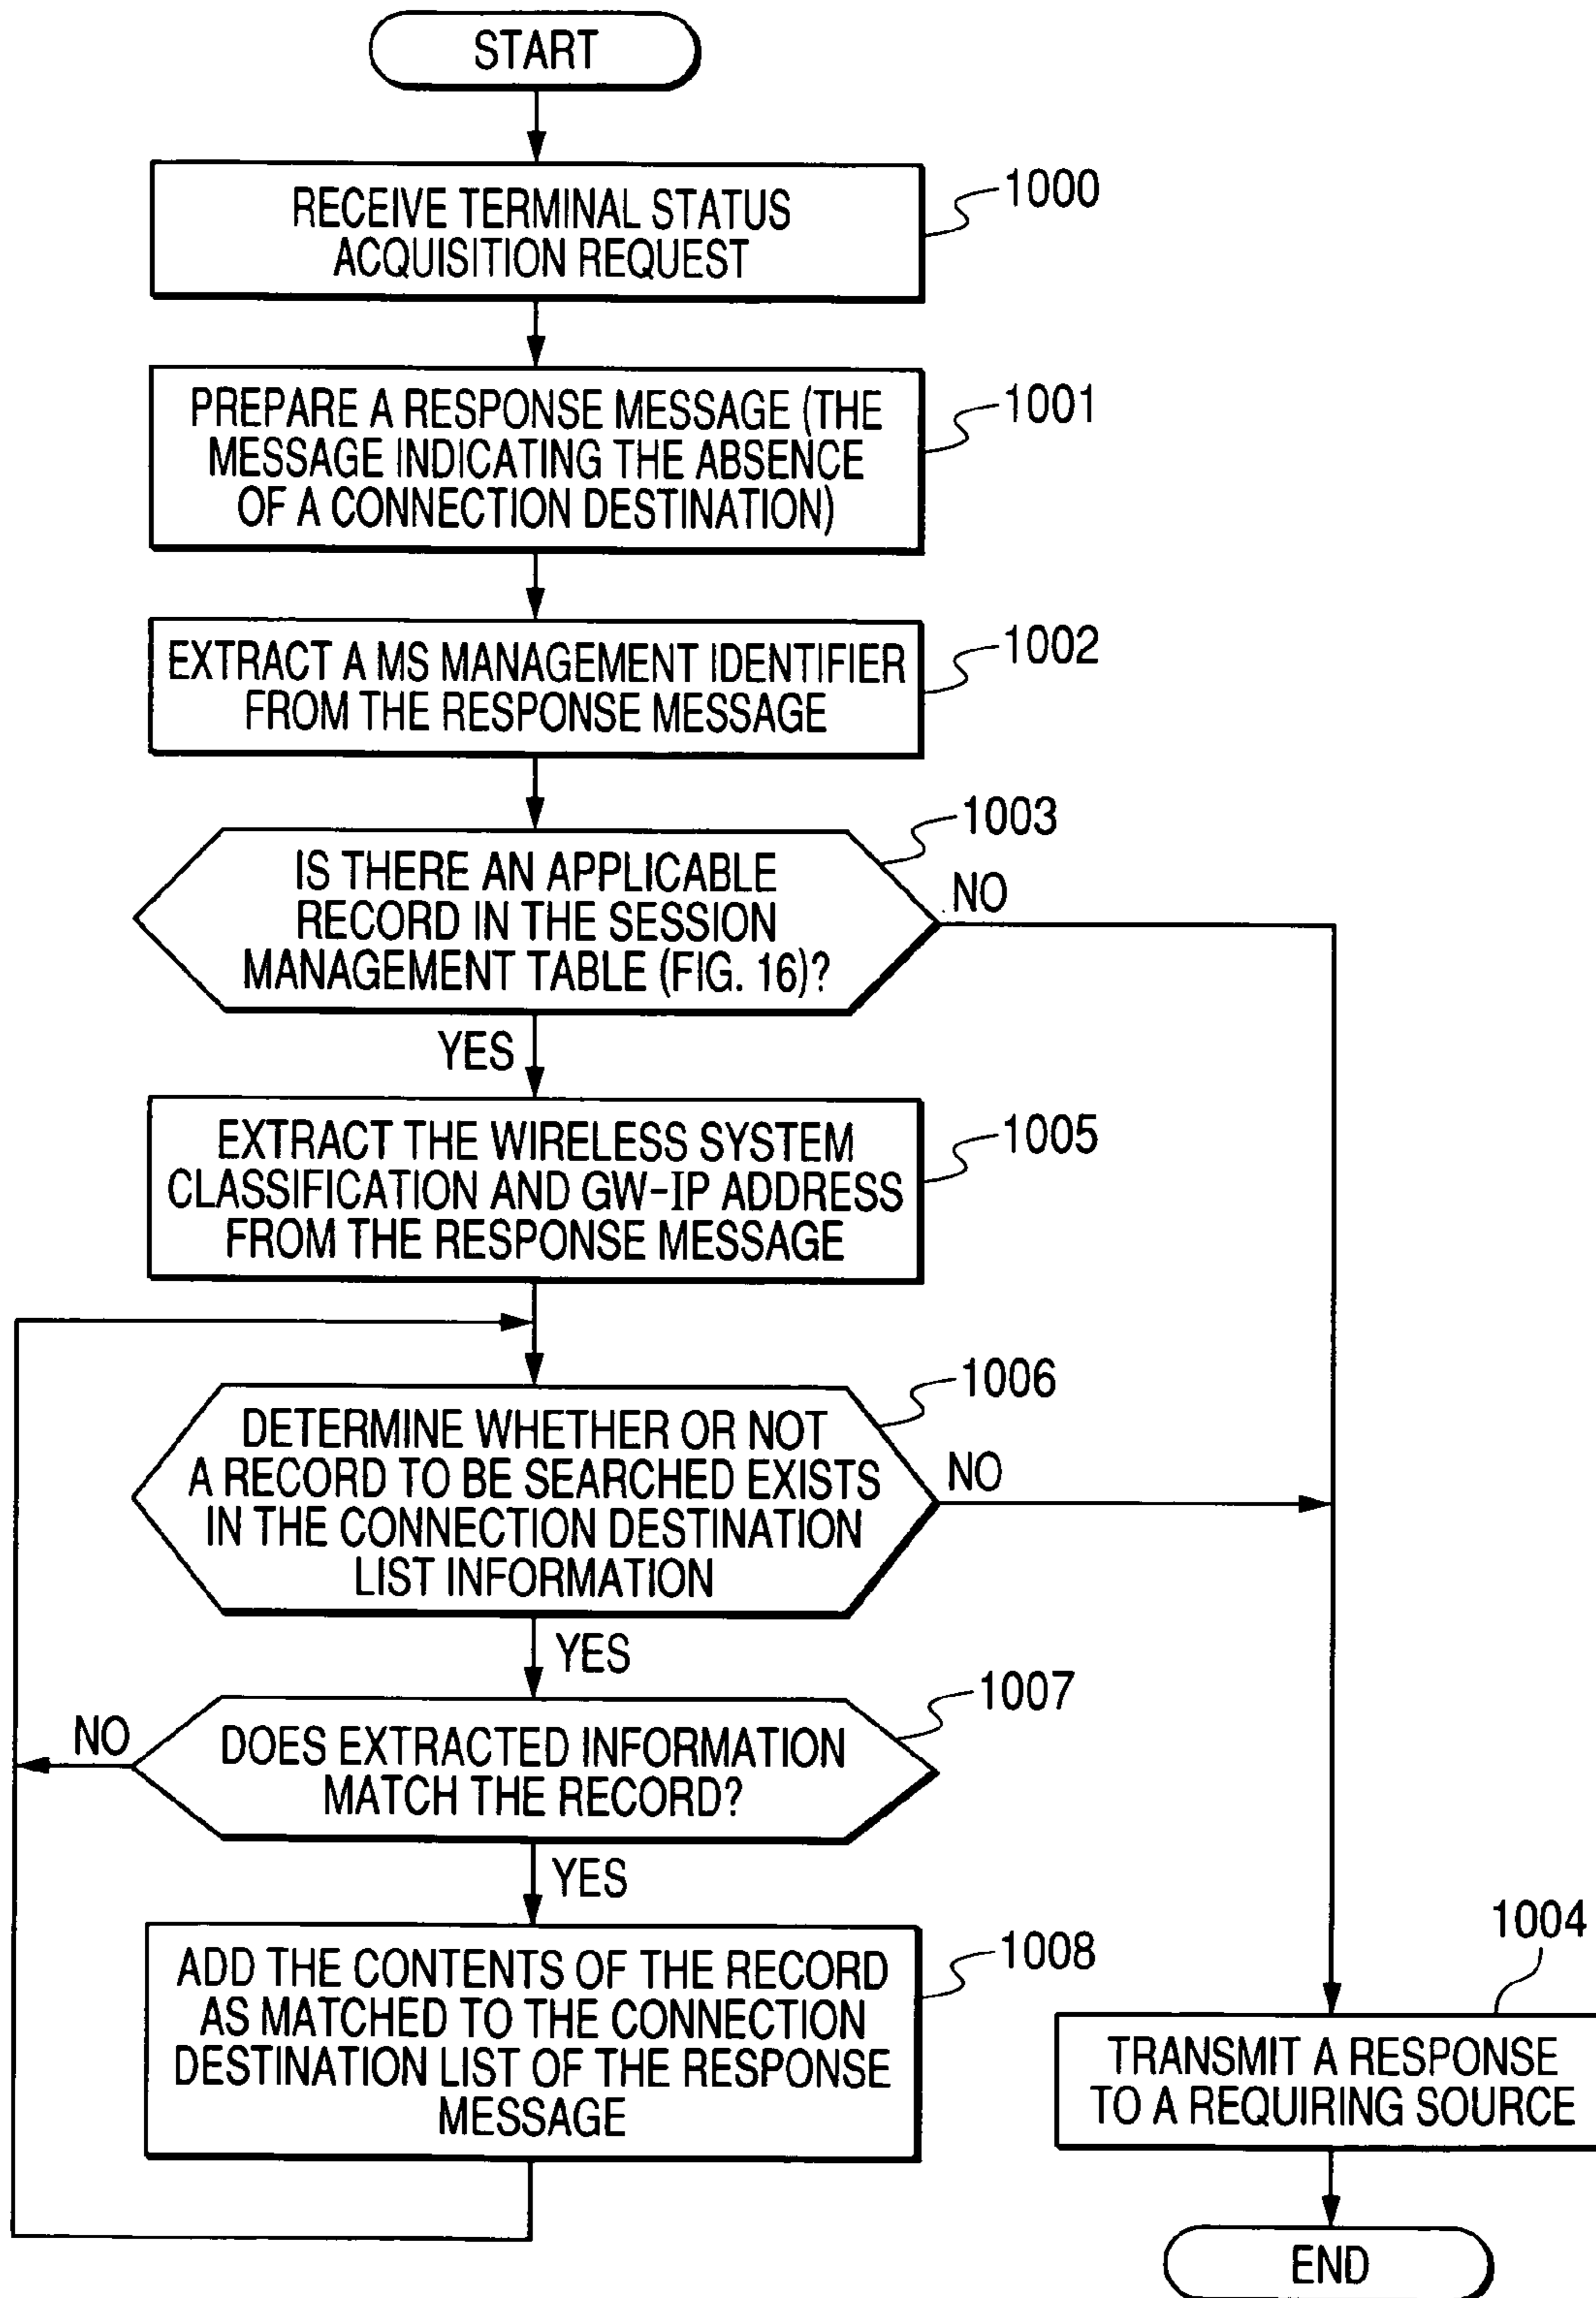 START
RECEIVE TERMINAL STATUS
ACQUISITION REQUEST
1000
PREPARE A RESPONSE MESSAGE (THE
MESSAGE INDICATING THE ABSENCE
OF A CONNECTION DESTINATION)
1001
EXTRACT A MS MANAGEMENT IDENTIFIER
FROM THE RESPONSE MESSAGE
1002
IS THERE AN APPLICABLE
RECORD IN THE SESSION
MANAGEMENT TABLE (FIG. 16)?
1003
NO
YES
EXTRACT THE WIRELESS SYSTEM
CLASSIFICATION AND GW-IP ADDRESS
FROM THE RESPONSE MESSAGE
1005
DETERMINE WHETHER OR NOT
A RECORD TO BE SEARCHED EXISTS
IN THE CONNECTION DESTINATION
LIST INFORMATION
1006
NO
YES
DOES EXTRACTED INFORMATION
MATCH THE RECORD?
1007
NO
YES
ADD THE CONTENTS OF THE RECORD
AS MATCHED TO THE CONNECTION
DESTINATION LIST OF THE RESPONSE
MESSAGE
1008
1004
TRANSMIT A RESPONSE
TO A REQUIRING SOURCE
END